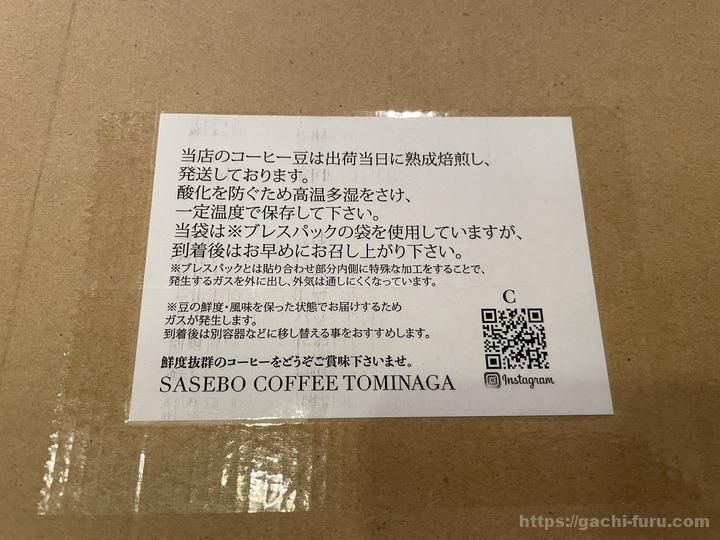 当店のコーヒー豆は出荷当日に熟成焙煎し、
発送しております。
酸化を防ぐため高温多湿をさけ、
一定温度で保存して下さい。
当袋は※ブレスパックの袋を使用していますが、
到着後はお早めにお召し上がり下さい。
※ブレスパックとは貼り合わせ部分内側に特殊な加工をすることで、
発生するガスを外に出し、外気は通しにくくなっています。
※豆の鮮度・風味を保った状態でお届けするため
ガスが発生します。
到着後は別容器などに移し替える事をおすすめします。
鮮度抜群のコーヒーをどうぞご賞味下さいませ。
SASEBO COFFEE TOMINAGA
C
Instagram
https://gachi-furu.com